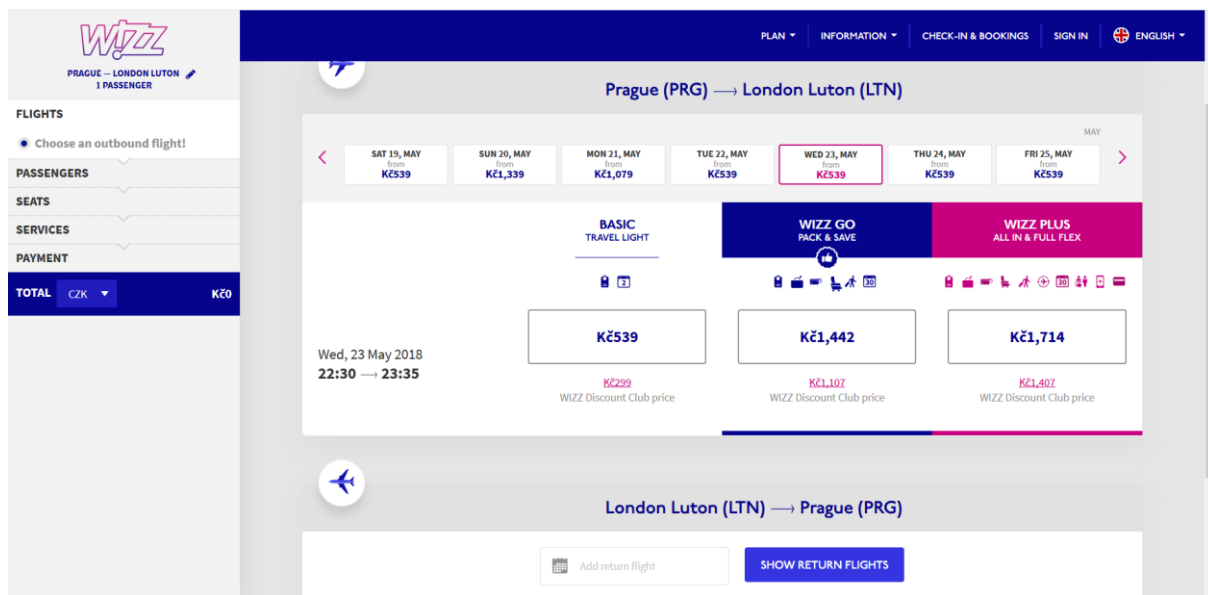 WIZZ
PRAGUE — LONDON LUTON
1 PASSENGER
FLIGHTS
Choose an outbound flight!
PASSENGERS
SEATS
SERVICES
PAYMENT
TOTAL CZK Kč0
PLAN INFORMATION CHECK-IN & BOOKINGS SIGN IN ENGLISH
Prague (PRG) → London Luton (LTN)
MAY
SAT 19, MAY
from
Kč539
SUN 20, MAY
from
Kč1,339
MON 21, MAY
from
Kč1,079
TUE 22, MAY
from
Kč539
WED 23, MAY
from
Kč539
THU 24, MAY
from
Kč539
FRI 25, MAY
from
Kč539
BASIC
TRAVEL LIGHT
WIZZ GO
PACK & SAVE
WIZZ PLUS
ALL IN & FULL FLEX
2
30
30
Wed, 23 May 2018
22:30 → 23:35
Kč539
Kč299
WIZZ Discount Club price
Kč1,442
Kč1,107
WIZZ Discount Club price
Kč1,714
Kč1,407
WIZZ Discount Club price
London Luton (LTN) → Prague (PRG)
Add return flight
SHOW RETURN FLIGHTS